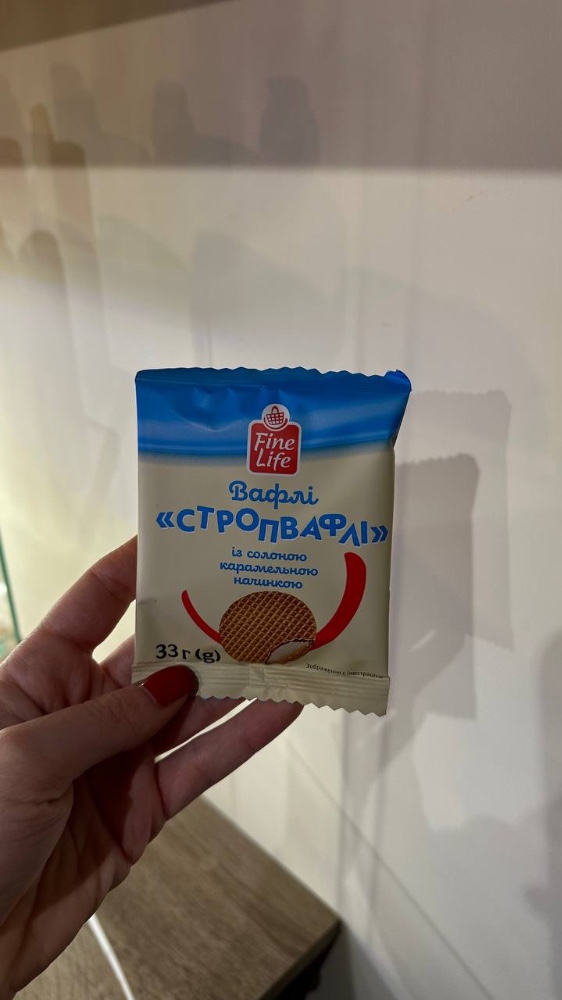 Fine
Life
Вафлі
«СТРОПВАФЛІ»
із солоною
карамельною
начинкою
33 г (g)